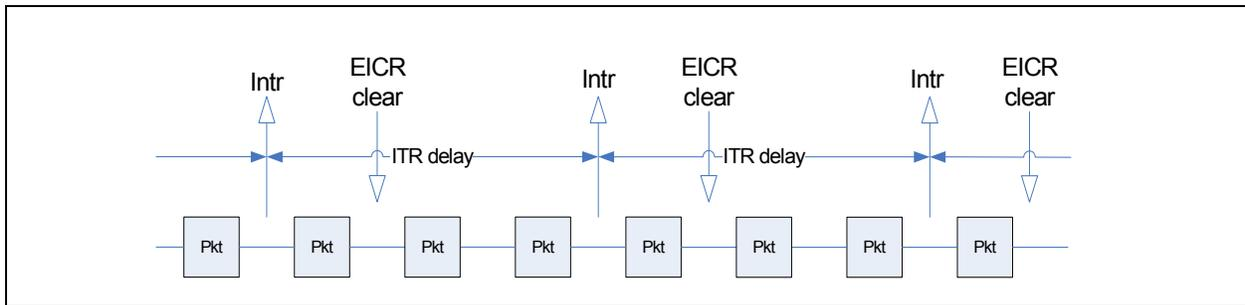 Intr
EICR
clear
Intr
EICR
clear
Intr
EICR
clear
ITR delay
ITR delay
Pkt
Pkt
Pkt
Pkt
Pkt
Pkt
Pkt
Pkt